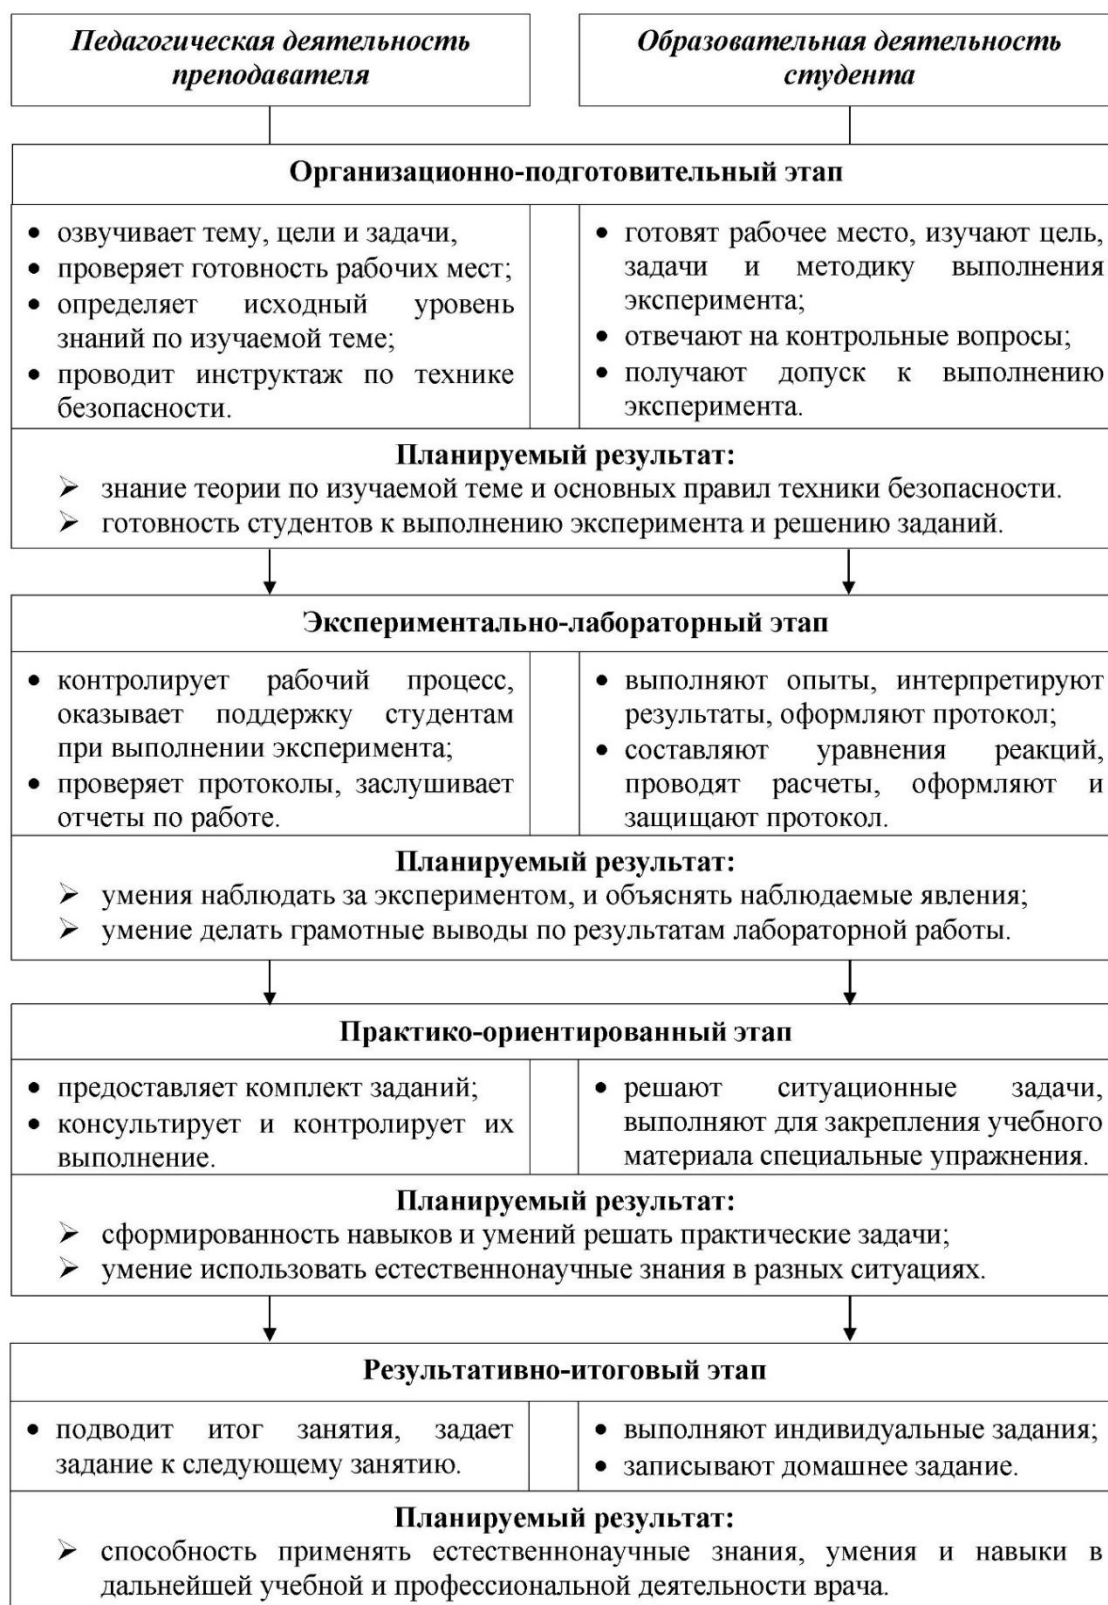 Педагогическая деятельность
преподавателя
Образовательная деятельность
студента
Организационно-подготовительный этап
• озвучивает тему, цели и задачи,
• проверяет готовность рабочих мест;
• определяет исходный уровень
знаний по изучаемой теме;
• проводит инструктаж по технике
безопасности.
• готовят рабочее место, изучают цель,
задачи и методику выполнения
эксперимента;
• отвечают на контрольные вопросы;
• получают допуск к выполнению
эксперимента.
Планируемый результат:
➢ знание теории по изучаемой теме и основных правил техники безопасности.
➢ готовность студентов к выполнению эксперимента и решению заданий.
Экспериментально-лабораторный этап
• контролирует рабочий процесс,
оказывает поддержку студентам
при выполнении эксперимента;
• проверяет протоколы, заслушивает
отчеты по работе.
• выполняют опыты, интерпретируют
результаты, оформляют протокол;
• составляют уравнения реакций,
проводят расчеты, оформляют и
защищают протокол.
Планируемый результат:
➢ умения наблюдать за экспериментом, и объяснять наблюдаемые явления;
➢ умение делать грамотные выводы по результатам лабораторной работы.
Практико-ориентированный этап
• предоставляет комплект заданий;
• консультирует и контролирует их
выполнение.
• решают ситуационные задачи,
выполняют для закрепления учебного
материала специальные упражнения.
Планируемый результат:
➢ сформированность навыков и умений решать практические задачи;
➢ умение использовать естественнонаучные знания в разных ситуациях.
Результативно-итоговый этап
• подводит итог занятия, задает
задание к следующему занятию.
• выполняют индивидуальные задания;
• записывают домашнее задание.
Планируемый результат:
➢ способность применять естественнонаучные знания, умения и навыки в
дальнейшей учебной и профессиональной деятельности врача.